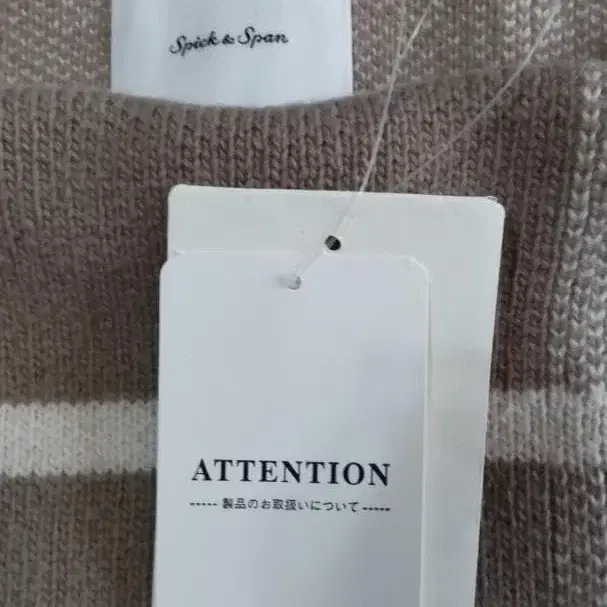 Spick & Span
ATTENTION
----- 製品のお取扱いについて -----